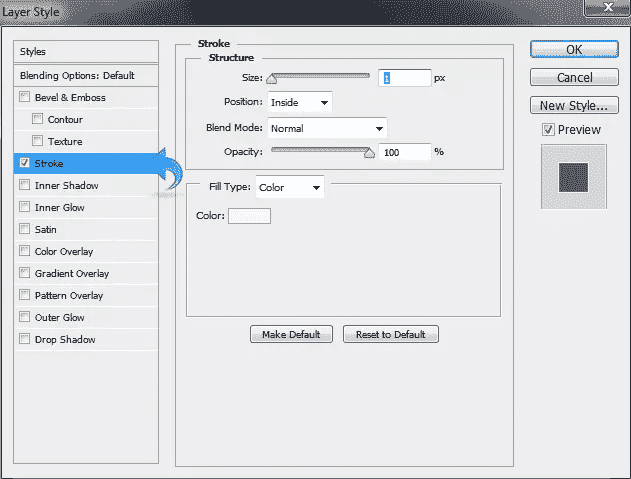 Layer Style
Styles
Blending Options: Default
Bevel & Emboss
Contour
Texture
Stroke
Inner Shadow
Inner Glow
Satin
Color Overlay
Gradient Overlay
Pattern Overlay
Outer Glow
Drop Shadow
Stroke
Structure
Size: 1 px
Position: Inside
Blend Mode: Normal
Opacity: 100 %
Fill Type: Color
Color:
Make Default Reset to Default
OK
Cancel
New Style...
Preview